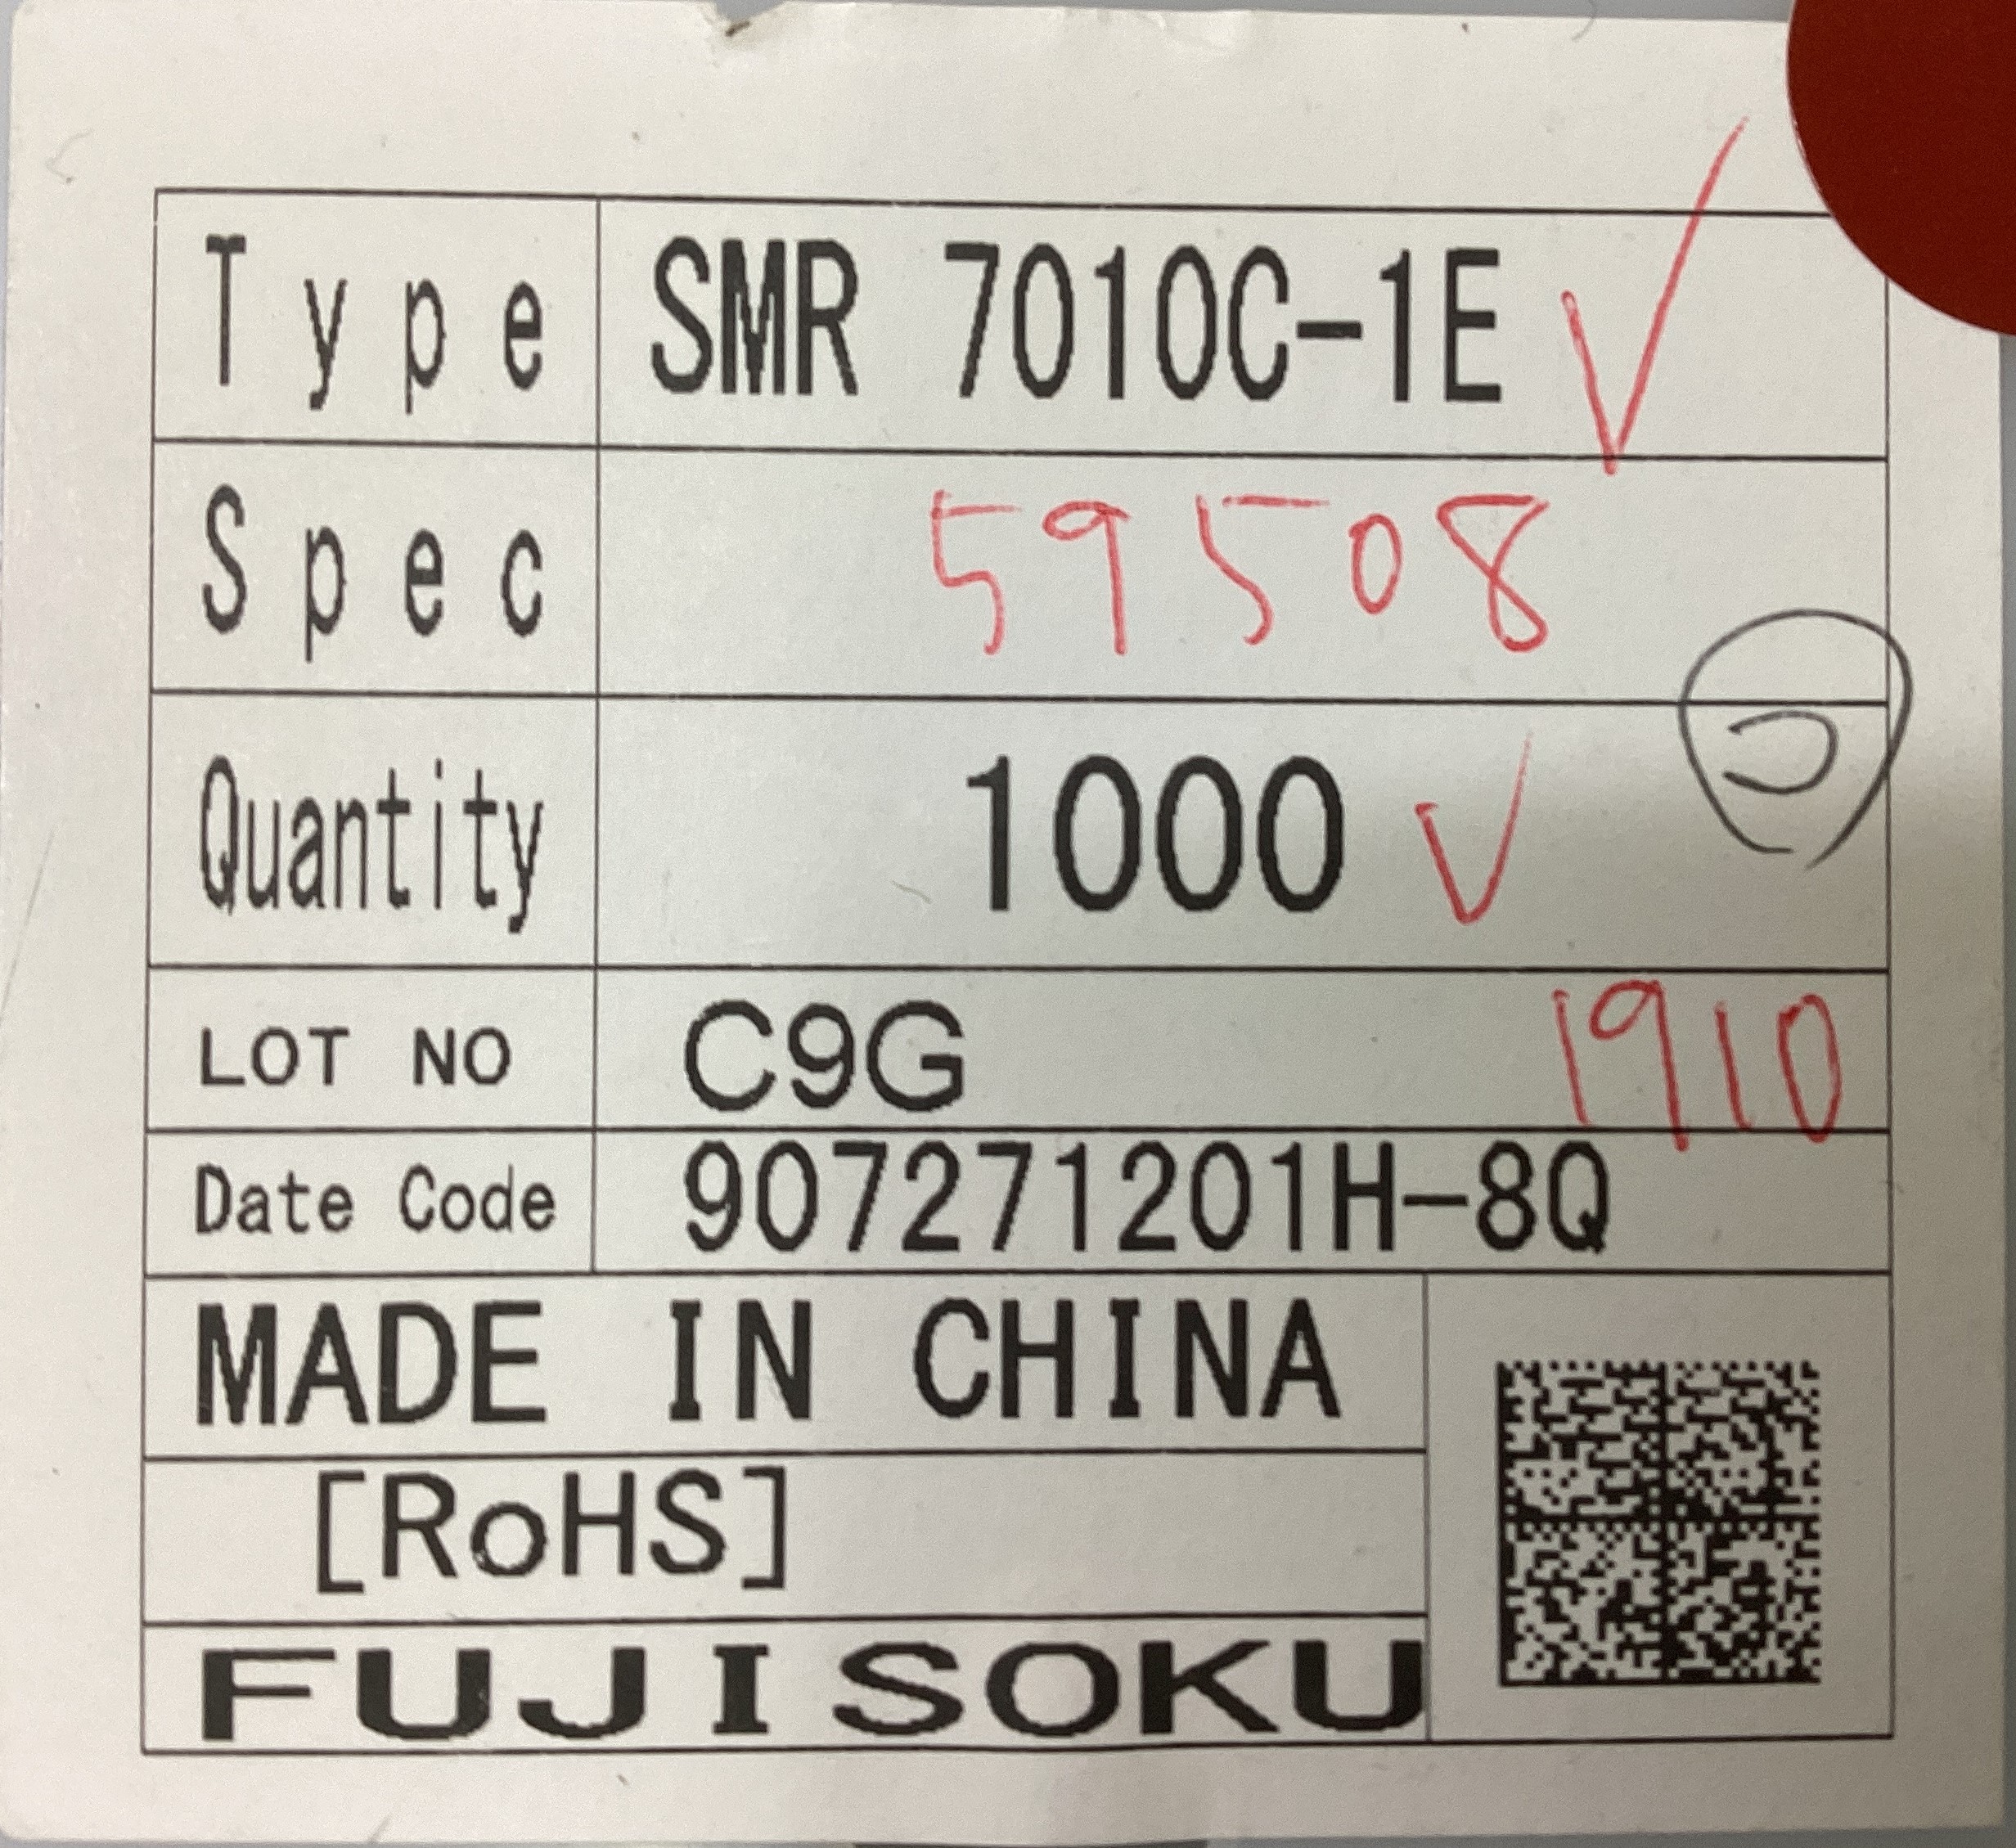 Type SMR 7010C-1E
Spec 59508
Quantity 1000
LOT NO C9G 1910
Date Code 907271201H-8Q
MADE IN CHINA
[RoHS]
FUJISOKU